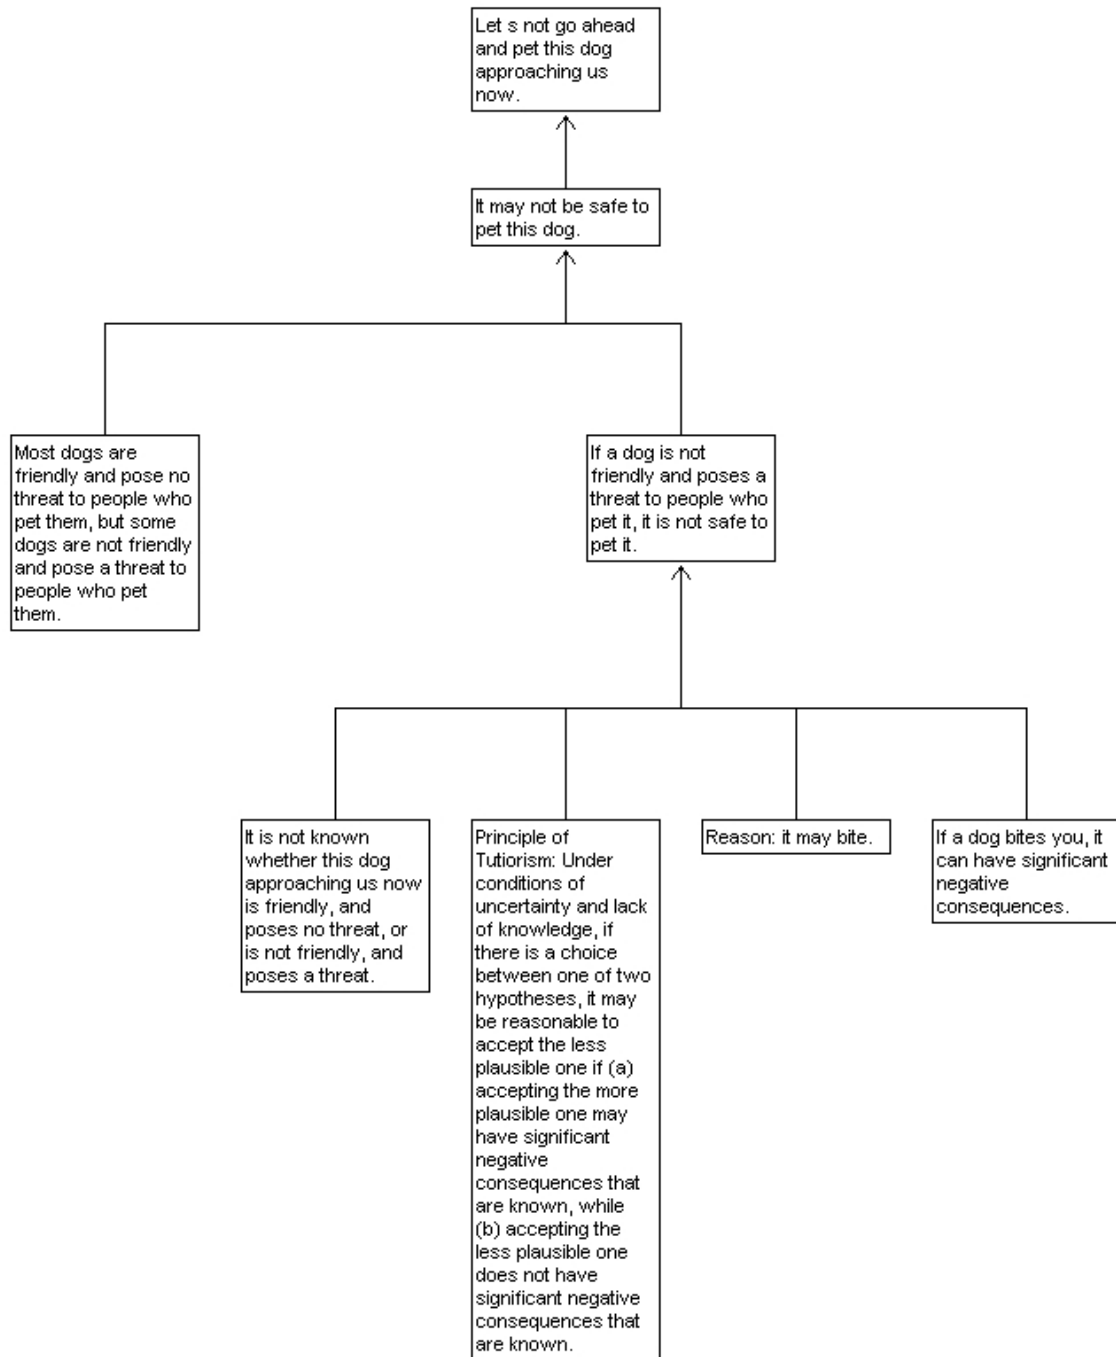 Let s not go ahead
and pet this dog
approaching us
now.
It may not be safe to
pet this dog.
Most dogs are
friendly and pose no
threat to people who
pet them, but some
dogs are not friendly
and pose a threat to
people who pet
them.
If a dog is not
friendly and poses a
threat to people who
pet it, it is not safe to
pet it.
It is not known
whether this dog
approaching us now
is friendly, and
poses no threat, or
is not friendly, and
poses a threat.
Principle of
Tutiorism: Under
conditions of
uncertainty and lack
of knowledge, if
there is a choice
between one of two
hypotheses, it may
be reasonable to
accept the less
plausible one if (a)
accepting the more
plausible one may
have significant
negative
consequences that
are known, while
(b) accepting the
less plausible one
does not have
significant negative
consequences that
are known.
Reason: it may bite.
If a dog bites you, it
can have significant
negative
consequences.